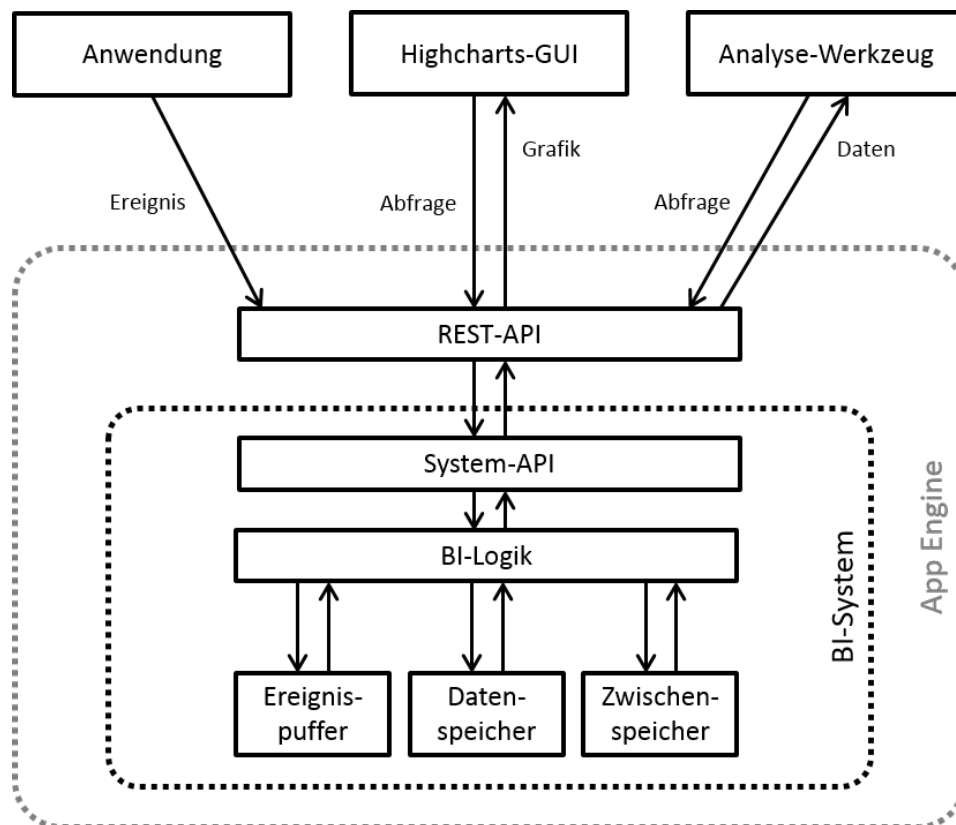 Anwendung
Highcharts-GUI
Analyse-Werkzeug
Grafik
Daten
Ereignis
Abfrage
Abfrage
REST-API
System-API
BI-Logik
Ereignis-
puffer
Daten-
speicher
Zwischen-
speicher
BI-System
App Engine